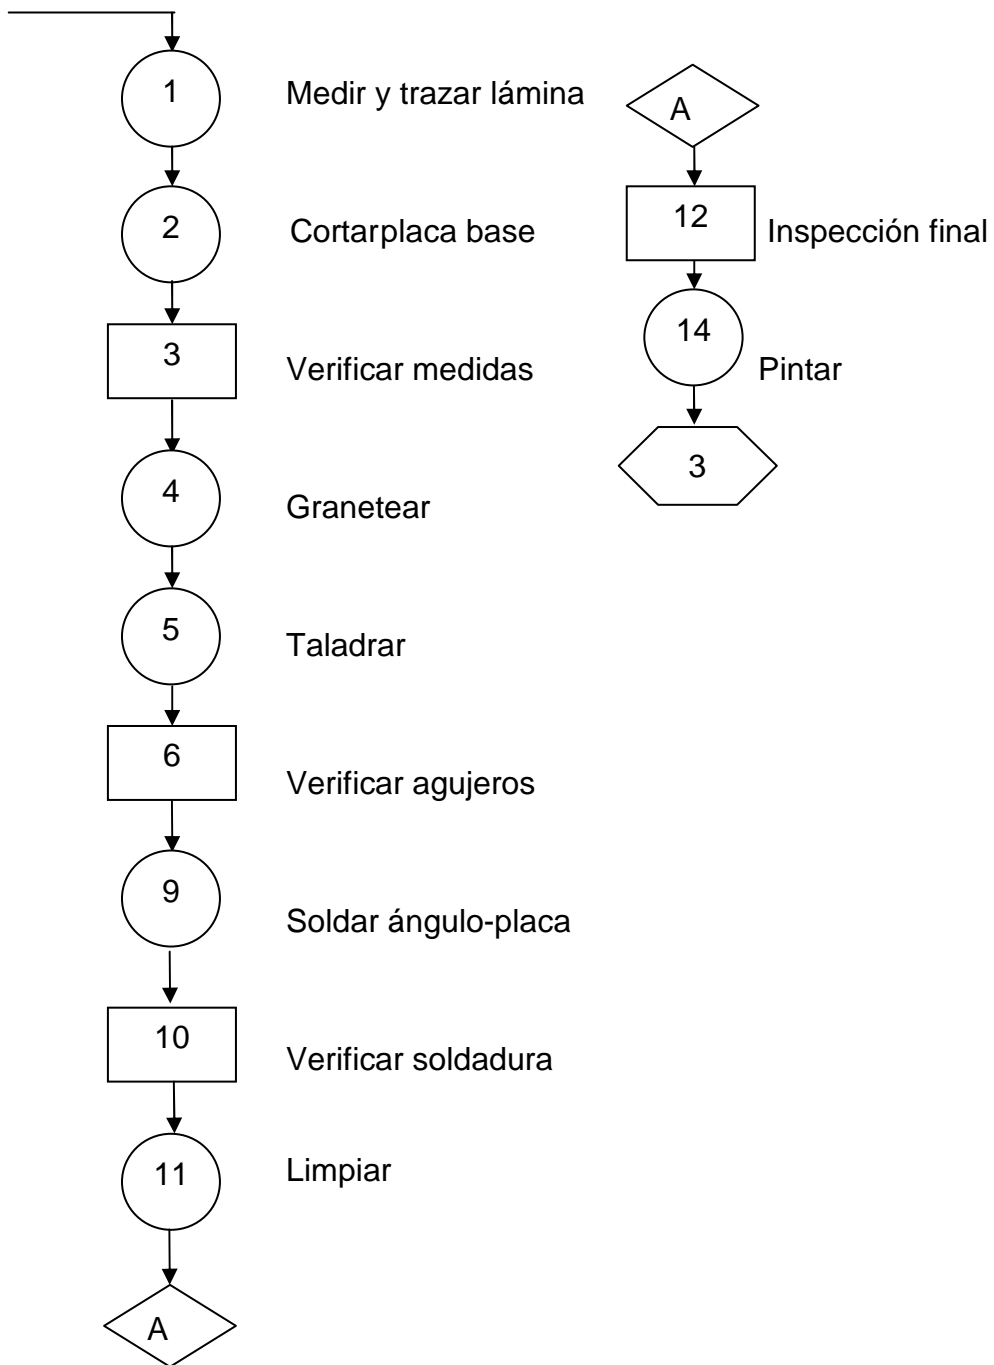 1 Medir y trazar lámina
2 Cortarplaca base
3 Verificar medidas
4 Granetear
5 Taladrar
6 Verificar agujeros
9 Soldar ángulo-placa
10 Verificar soldadura
11 Limpiar
A
A
12 Inspección final
14 Pintar
3